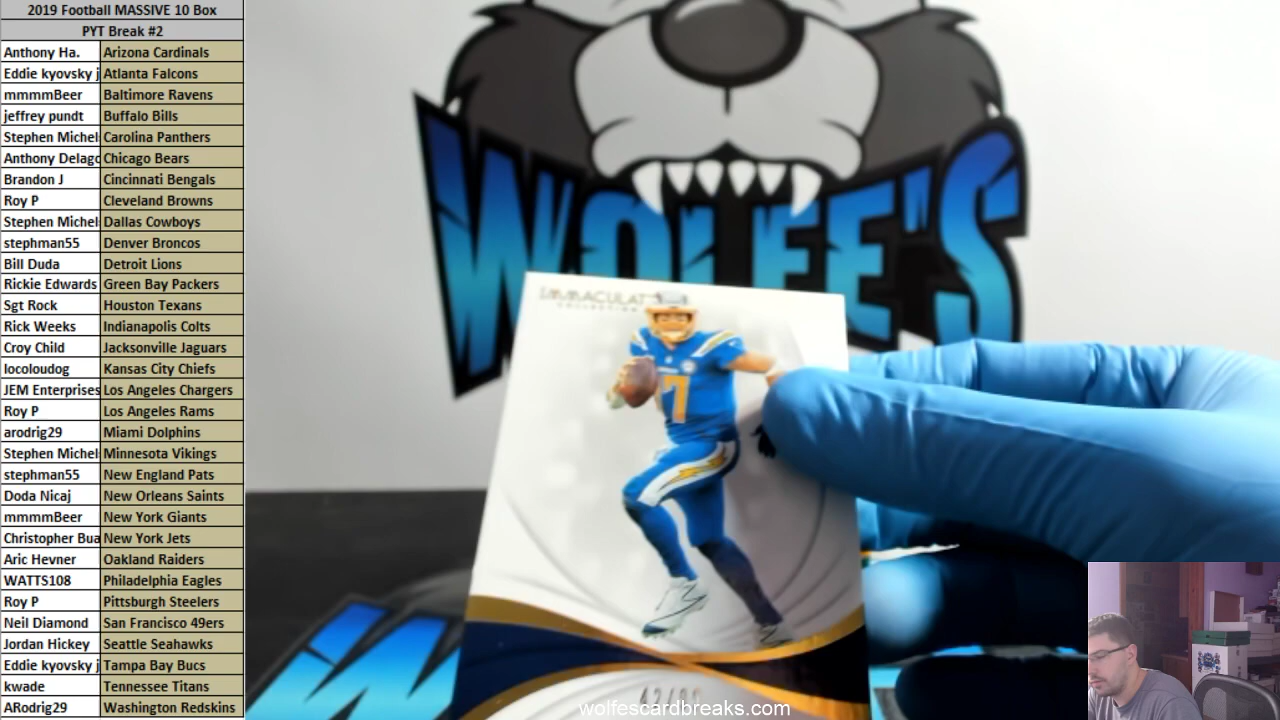 2019 Football MASSIVE 10 Box
PYT Break #2
Anthony Ha. Arizona Cardinals
Eddie kyovsky j Atlanta Falcons
mmmmBeer Baltimore Ravens
jeffrey pundt Buffalo Bills
Stephen Michel Carolina Panthers
Anthony Delago Chicago Bears
Brandon J Cincinnati Bengals
Roy P Cleveland Browns
Stephen Michel Dallas Cowboys
stephman55 Denver Broncos
Bill Duda Detroit Lions
Rickie Edwards Green Bay Packers
Sgt Rock Houston Texans
Rick Weeks Indianapolis Colts
Croy Child Jacksonville Jaguars
locoloudog Kansas City Chiefs
JEM Enterprises Los Angeles Chargers
Roy P Los Angeles Rams
arodrig29 Miami Dolphins
Stephen Michel Minnesota Vikings
stephman55 New England Pats
Doda Nicaj New Orleans Saints
mmmmBeer New York Giants
Christopher Bua New York Jets
Aric Hevner Oakland Raiders
WATTS108 Philadelphia Eagles
Roy P Pittsburgh Steelers
Neil Diamond San Francisco 49ers
Jordan Hickey Seattle Seahawks
Eddie kyovsky j Tampa Bay Bucs
kwade Tennessee Titans
ARodrig29 Washington Redskins
WOLFE'S
IMMACULATE
COLLECTION
17
wolfescardbreaks.com